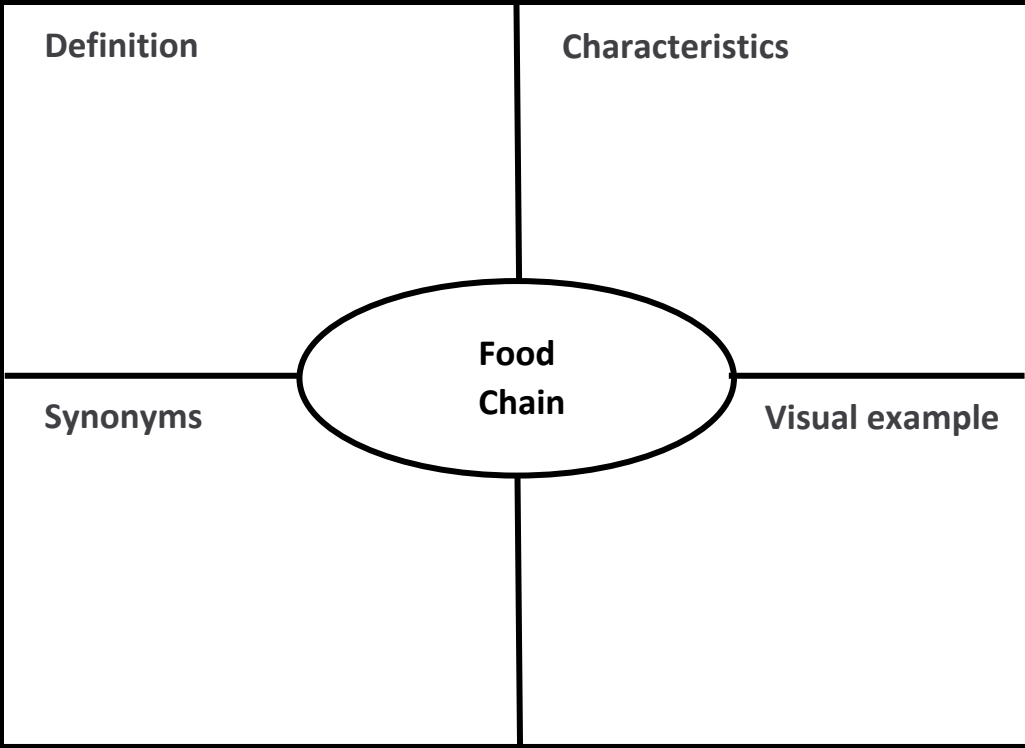 Definition
Characteristics
Food
Chain
Synonyms
Visual example